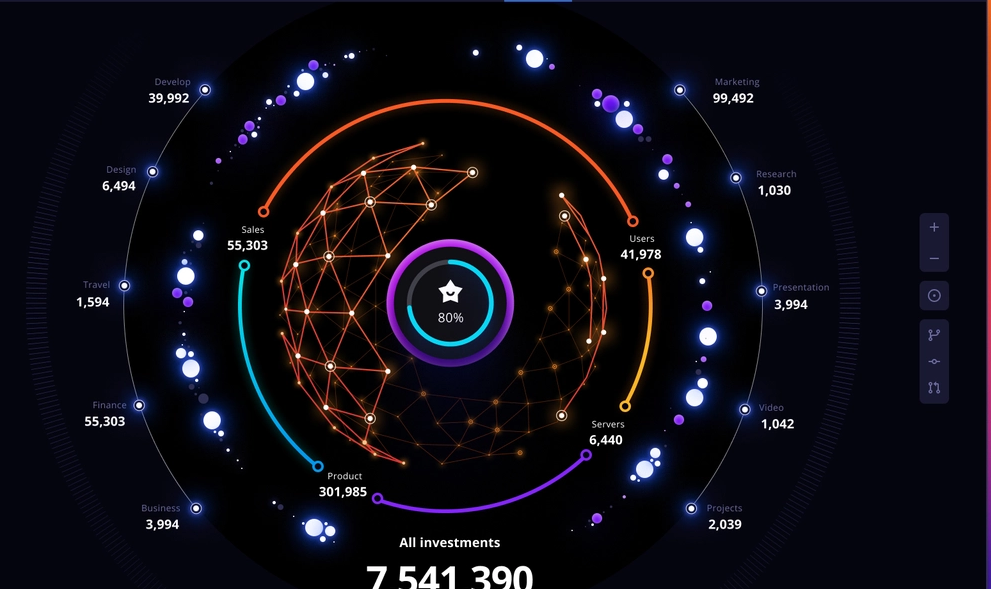 Develop
39,992
Marketing
99,492
Design
6,494
Research
1,030
Sales
55,303
Users
41,978
Travel
1,594
80%
Presentation
3,994
Finance
55,303
Video
1,042
Servers
6,440
Product
301,985
Business
3,994
Projects
2,039
All investments
7 541 390